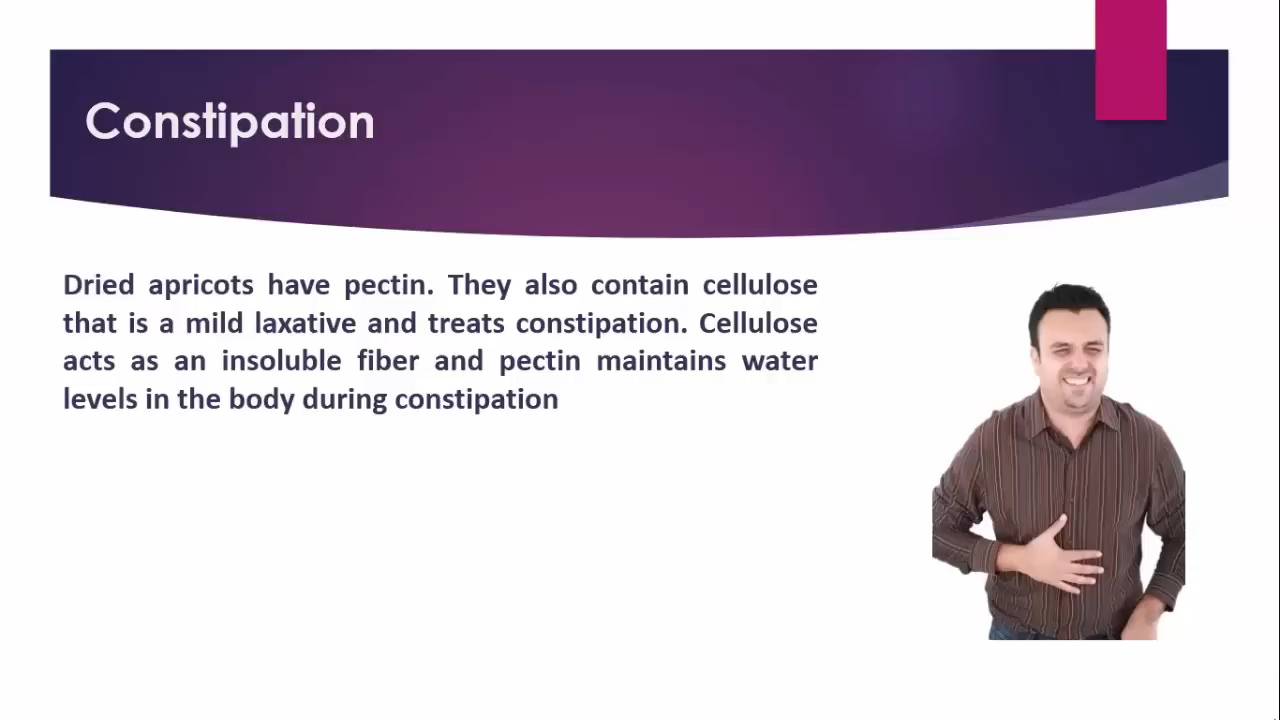 Constipation
Dried apricots have pectin. They also contain cellulose
that is a mild laxative and treats constipation. Cellulose
acts as an insoluble fiber and pectin maintains water
levels in the body during constipation